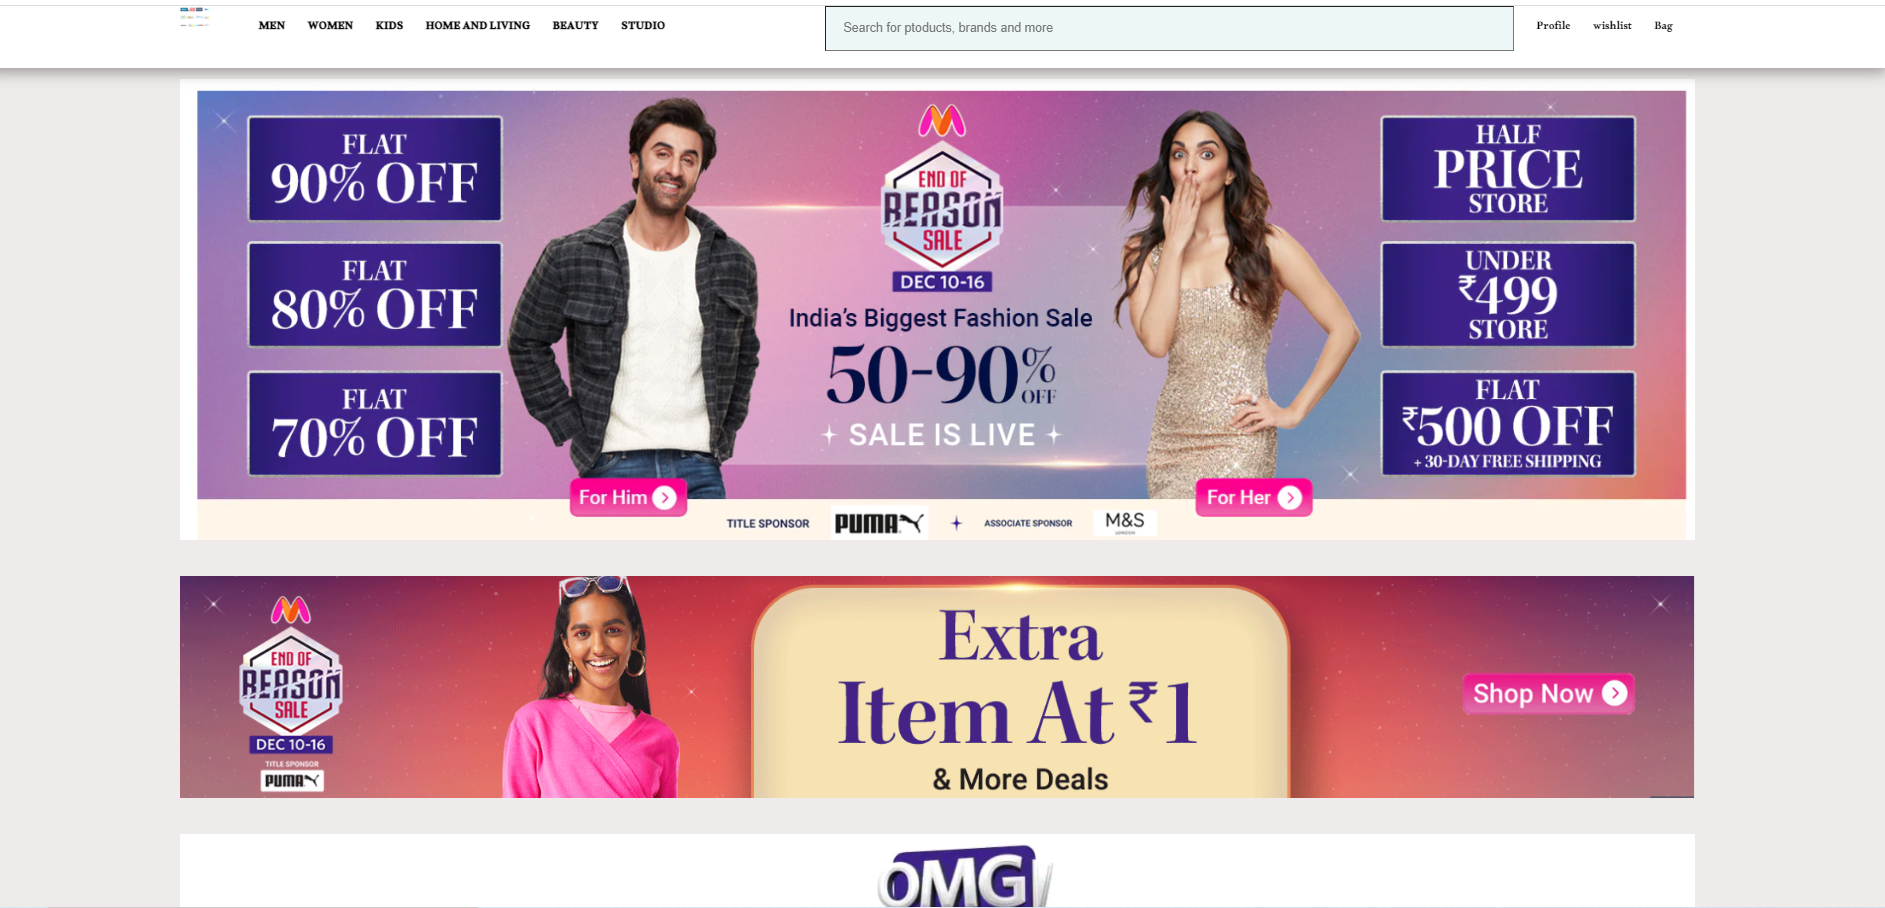 MEN WOMEN KIDS HOME AND LIVING BEAUTY STUDIO
Search for ptoducts, brands and more
Profile wishlist Bag
FLAT
90% OFF
FLAT
80% OFF
FLAT
70% OFF
END OF
REASON
SALE
DEC 10-16
India's Biggest Fashion Sale
50-90%
OFF
SALE IS LIVE
HALF
PRICE
STORE
UNDER
₹499
STORE
FLAT
₹500 OFF
+ 30-DAY FREE SHIPPING
For Him
For Her
TITLE SPONSOR PUMA ASSOCIATE SPONSOR M&S
LONDON
END OF
REASON
SALE
DEC 10-16
TITLE SPONSOR
PUMA
Extra
Item At ₹1
& More Deals
Shop Now
OMG